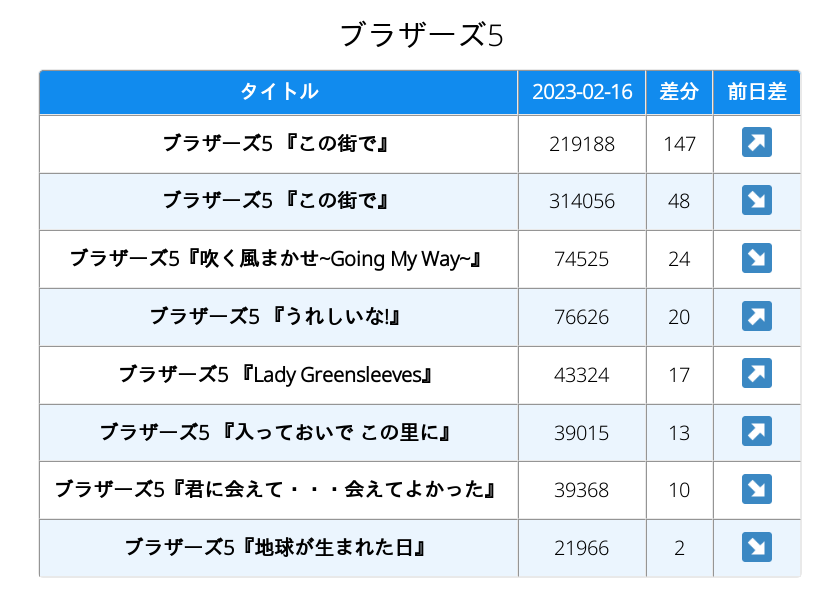 ブラザーズ5
タイトル 2023-02-16 差分 前日差
ブラザーズ5 『この街で』 219188 147 ↗
ブラザーズ5 『この街で』 314056 48 ↘
ブラザーズ5『吹く風まかせ~Going My Way~』 74525 24 ↘
ブラザーズ5 『うれしいな!』 76626 20 ↗
ブラザーズ5 『Lady Greensleeves』 43324 17 ↗
ブラザーズ5 『入っておいで この里に』 39015 13 ↗
ブラザーズ5『君に会えて・・・会えてよかった』 39368 10 ↘
ブラザーズ5『地球が生まれた日』 21966 2 ↘